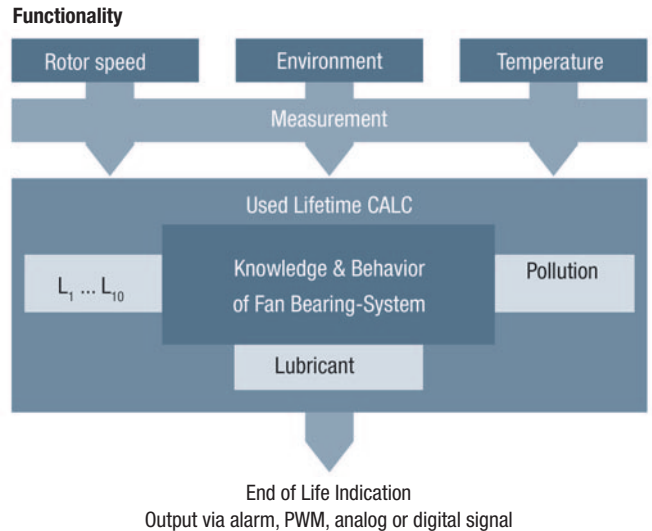 Functionality
Rotor speed
Environment
Temperature
Measurement
Used Lifetime CALC
Knowledge & Behavior
of Fan Bearing-System
L1 ... L10
Pollution
Lubricant
End of Life Indication
Output via alarm, PWM, analog or digital signal